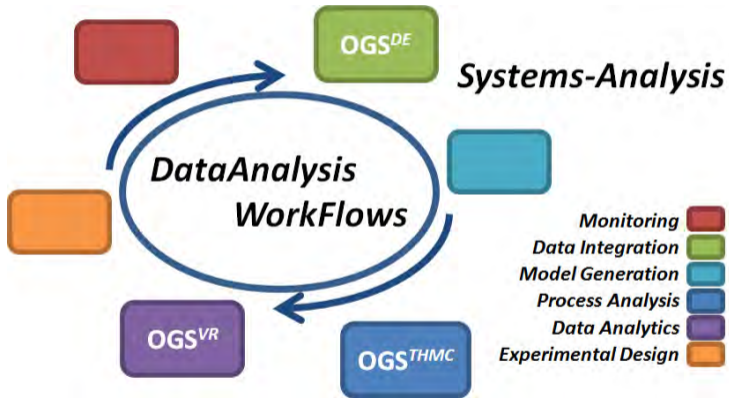 OGS^DE
Systems-Analysis
DataAnalysis
WorkFlows
Monitoring
Data Integration
Model Generation
Process Analysis
Data Analytics
Experimental Design
OGS^VR
OGS^THMC